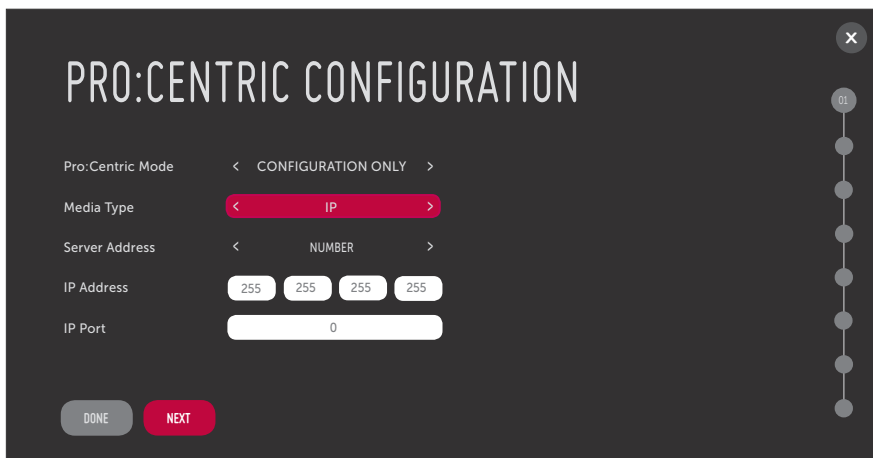 ×
PRO:CENTRIC CONFIGURATION
01
Pro:Centric Mode < CONFIGURATION ONLY >
Media Type < IP >
Server Address < NUMBER >
IP Address 255 255 255 255
IP Port 0
DONE NEXT